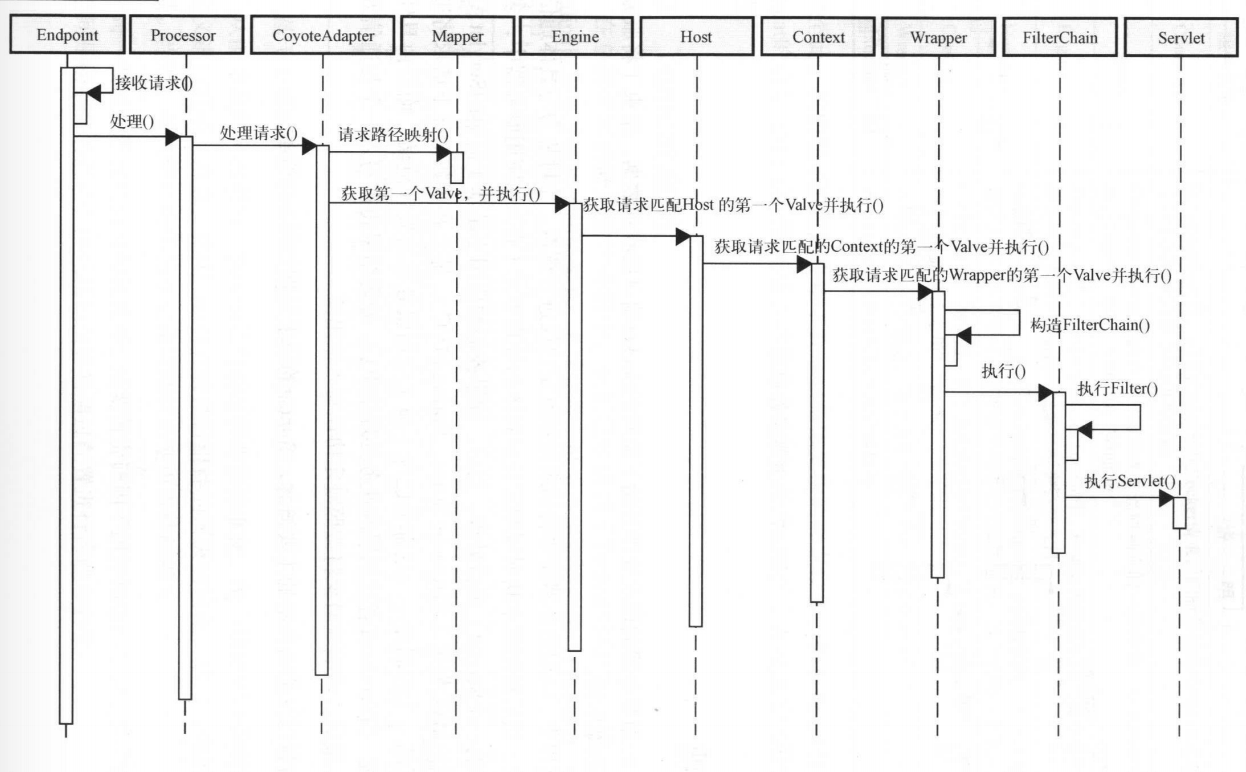 Endpoint
Processor
CoyoteAdapter
Mapper
Engine
Host
Context
Wrapper
FilterChain
Servlet
接收请求()
处理()
处理请求()
请求路径映射()
获取第一个Valve，并执行()
获取请求匹配Host 的第一个Valve并执行()
获取请求匹配的Context的第一个Valve并执行()
获取请求匹配的Wrapper的第一个Valve并执行()
构造FilterChain()
执行()
执行Filter()
执行Servlet()